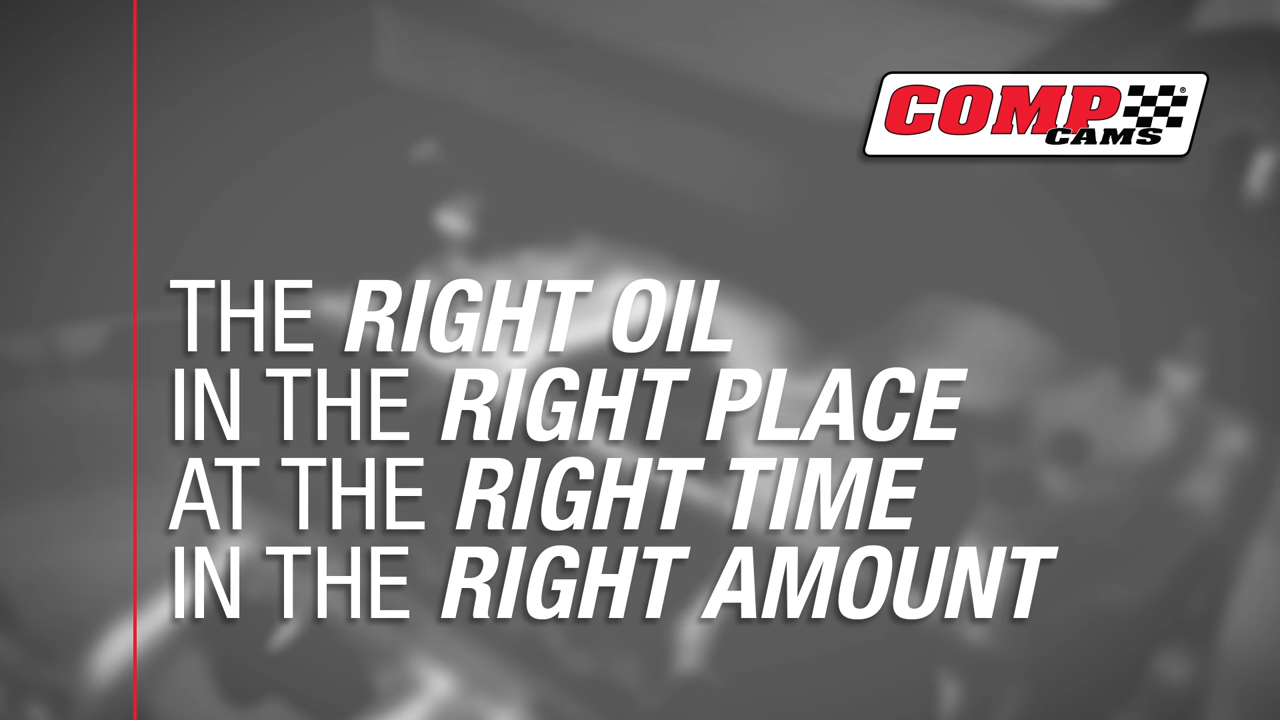 COMP
CAMS
®
THE RIGHT OIL
IN THE RIGHT PLACE
AT THE RIGHT TIME
IN THE RIGHT AMOUNT